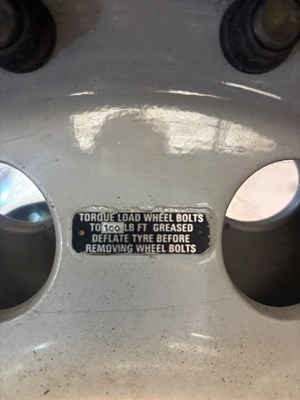 TORQUE LOAD WHEEL BOLTS
TO 100 LB FT GREASED
DEFLATE TYRE BEFORE
REMOVING WHEEL BOLTS